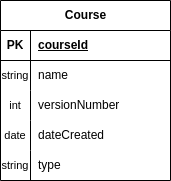 Course
PK courseId
string name
int versionNumber
date dateCreated
string type